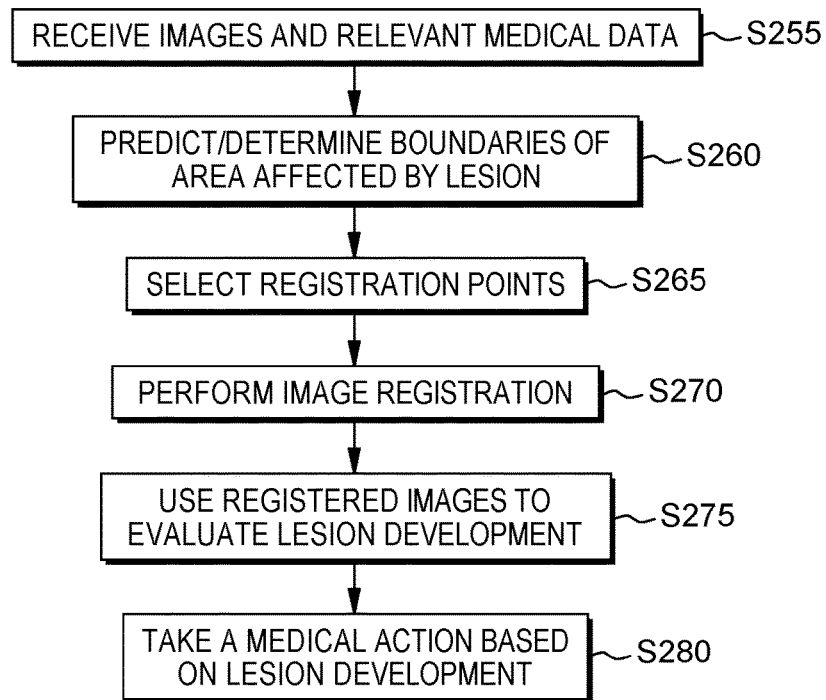 RECEIVE IMAGES AND RELEVANT MEDICAL DATA S255
PREDICT/DETERMINE BOUNDARIES OF
AREA AFFECTED BY LESION
S260
SELECT REGISTRATION POINTS S265
PERFORM IMAGE REGISTRATION S270
USE REGISTERED IMAGES TO
EVALUATE LESION DEVELOPMENT
S275
TAKE A MEDICAL ACTION BASED
ON LESION DEVELOPMENT
S280